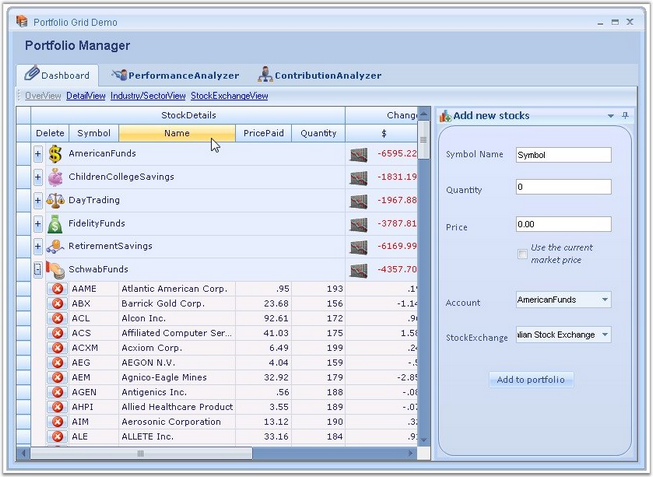 Portfolio Grid Demo
Portfolio Manager
Dashboard PerformanceAnalyzer ContributionAnalyzer
OverView DetailView Industry/SectorView StockExchangeView
StockDetails Change
Delete Symbol Name PricePaid Quantity $
AmericanFunds -6595.22
ChildrenCollegeSavings -1831.19
DayTrading -1967.88
FidelityFunds -3787.81
RetirementSavings -6169.99
SchwabFunds -4357.70
AAME Atlantic American Corp. .95 193 .1
ABX Barrick Gold Corp. 23.68 156 -1.14
ACL Alcon Inc. 92.61 172
ACS Affiliated Computer Ser... 41.03 175 1.58
ACXM Acxiom Corp. 6.49 199 .24
AEG AEGON N.V. 4.04 159
AEM Agnico-Eagle Mines 32.92 179 -2.85
AGEN Antigenics Inc. .56 188 -.08
AHPI Allied Healthcare Product 3.55 189 -.07
AIM Aerosonic Corporation 13.12 190
ALE ALLETE Inc. 33.16 184
Add new stocks
Symbol Name Symbol
Quantity 0
Price 0.00
Use the current
market price
Account AmericanFunds
StockExchange lian Stock Exchange
Add to portfolio